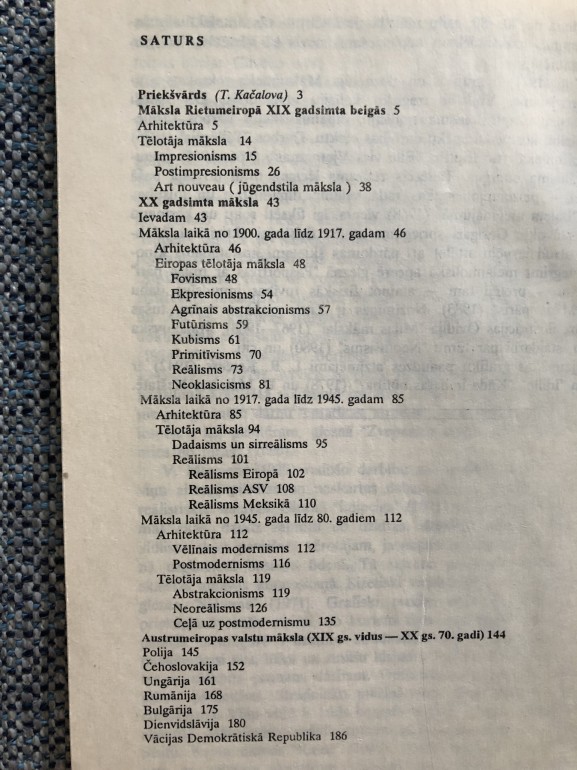 SATURS
Priekšvārds (T. Kačalova) 3
Māksla Rietumeiropā XIX gadsimta beigās 5
Arhitektūra 5
Tēlotāja māksla 14
Impresionisms 15
Postimpresionisms 26
Art nouveau ( jūgendstila māksla ) 38
XX gadsimta māksla 43
Ievadam 43
Māksla laikā no 1900. gada līdz 1917. gadam 46
Arhitektūra 46
Eiropas tēlotāja māksla 48
Fovisms 48
Ekpresionisms 54
Agrīnais abstrakcionisms 57
Futūrisms 59
Kubisms 61
Primitīvisms 70
Reālisms 73
Neoklasicisms 81
Māksla laikā no 1917. gada līdz 1945. gadam 85
Arhitektūra 85
Tēlotāja māksla 94
Dadaisms un sirreālisms 95
Reālisms 101
Reālisms Eiropā 102
Reālisms ASV 108
Reālisms Meksikā 110
Māksla laikā no 1945. gada līdz 80. gadiem 112
Arhitektūra 112
Vēlīnais modernisms 112
Postmodernisms 116
Tēlotāja māksla 119
Abstrakcionisms 119
Neoreālisms 126
Ceļā uz postmodernismu 135
Austrumeiropas valstu māksla (XIX gs. vidus — XX gs. 70. gadi) 144
Polija 145
Čehoslovakija 152
Ungārija 161
Rumānija 168
Bulgārija 175
Dienvidslāvija 180
Vācijas Demokrātiskā Republika 186